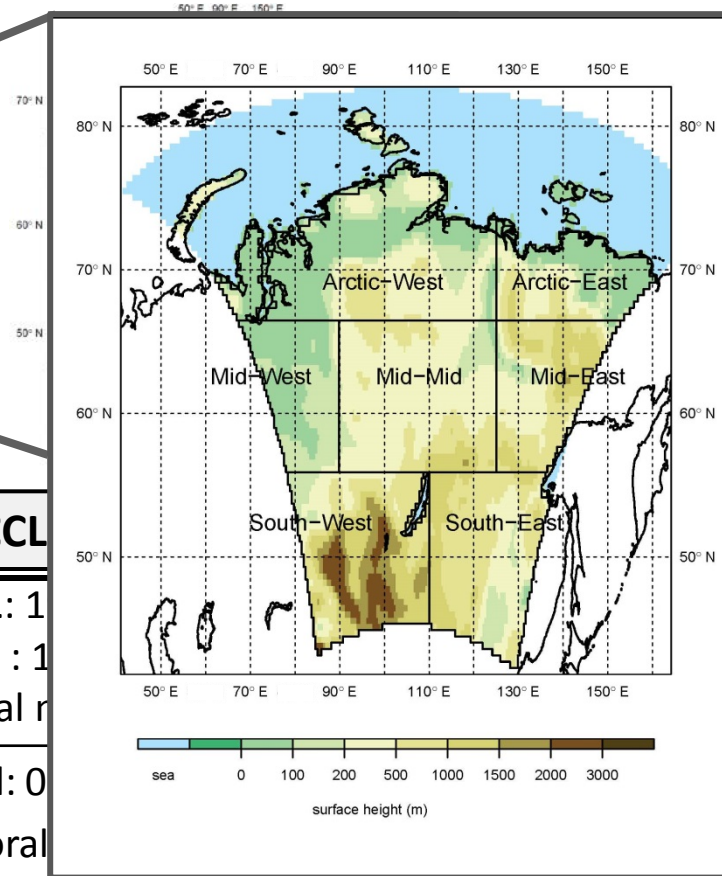 50° E 90° E 150° E
70° N
60° N
50° N
50° E 70° E 90° E 110° E 130° E 150° E
80° N 80° N
70° N 70° N
Arctic−West Arctic−East
Mid−West Mid−Mid Mid−East
60° N 60° N
South−West South−East
50° N 50° N
50° E 70° E 90° E 110° E 130° E 150° E
sea 0 100 200 500 1000 1500 2000 3000
surface height (m)
CL
.: 1
: 1
al
: 0
oral